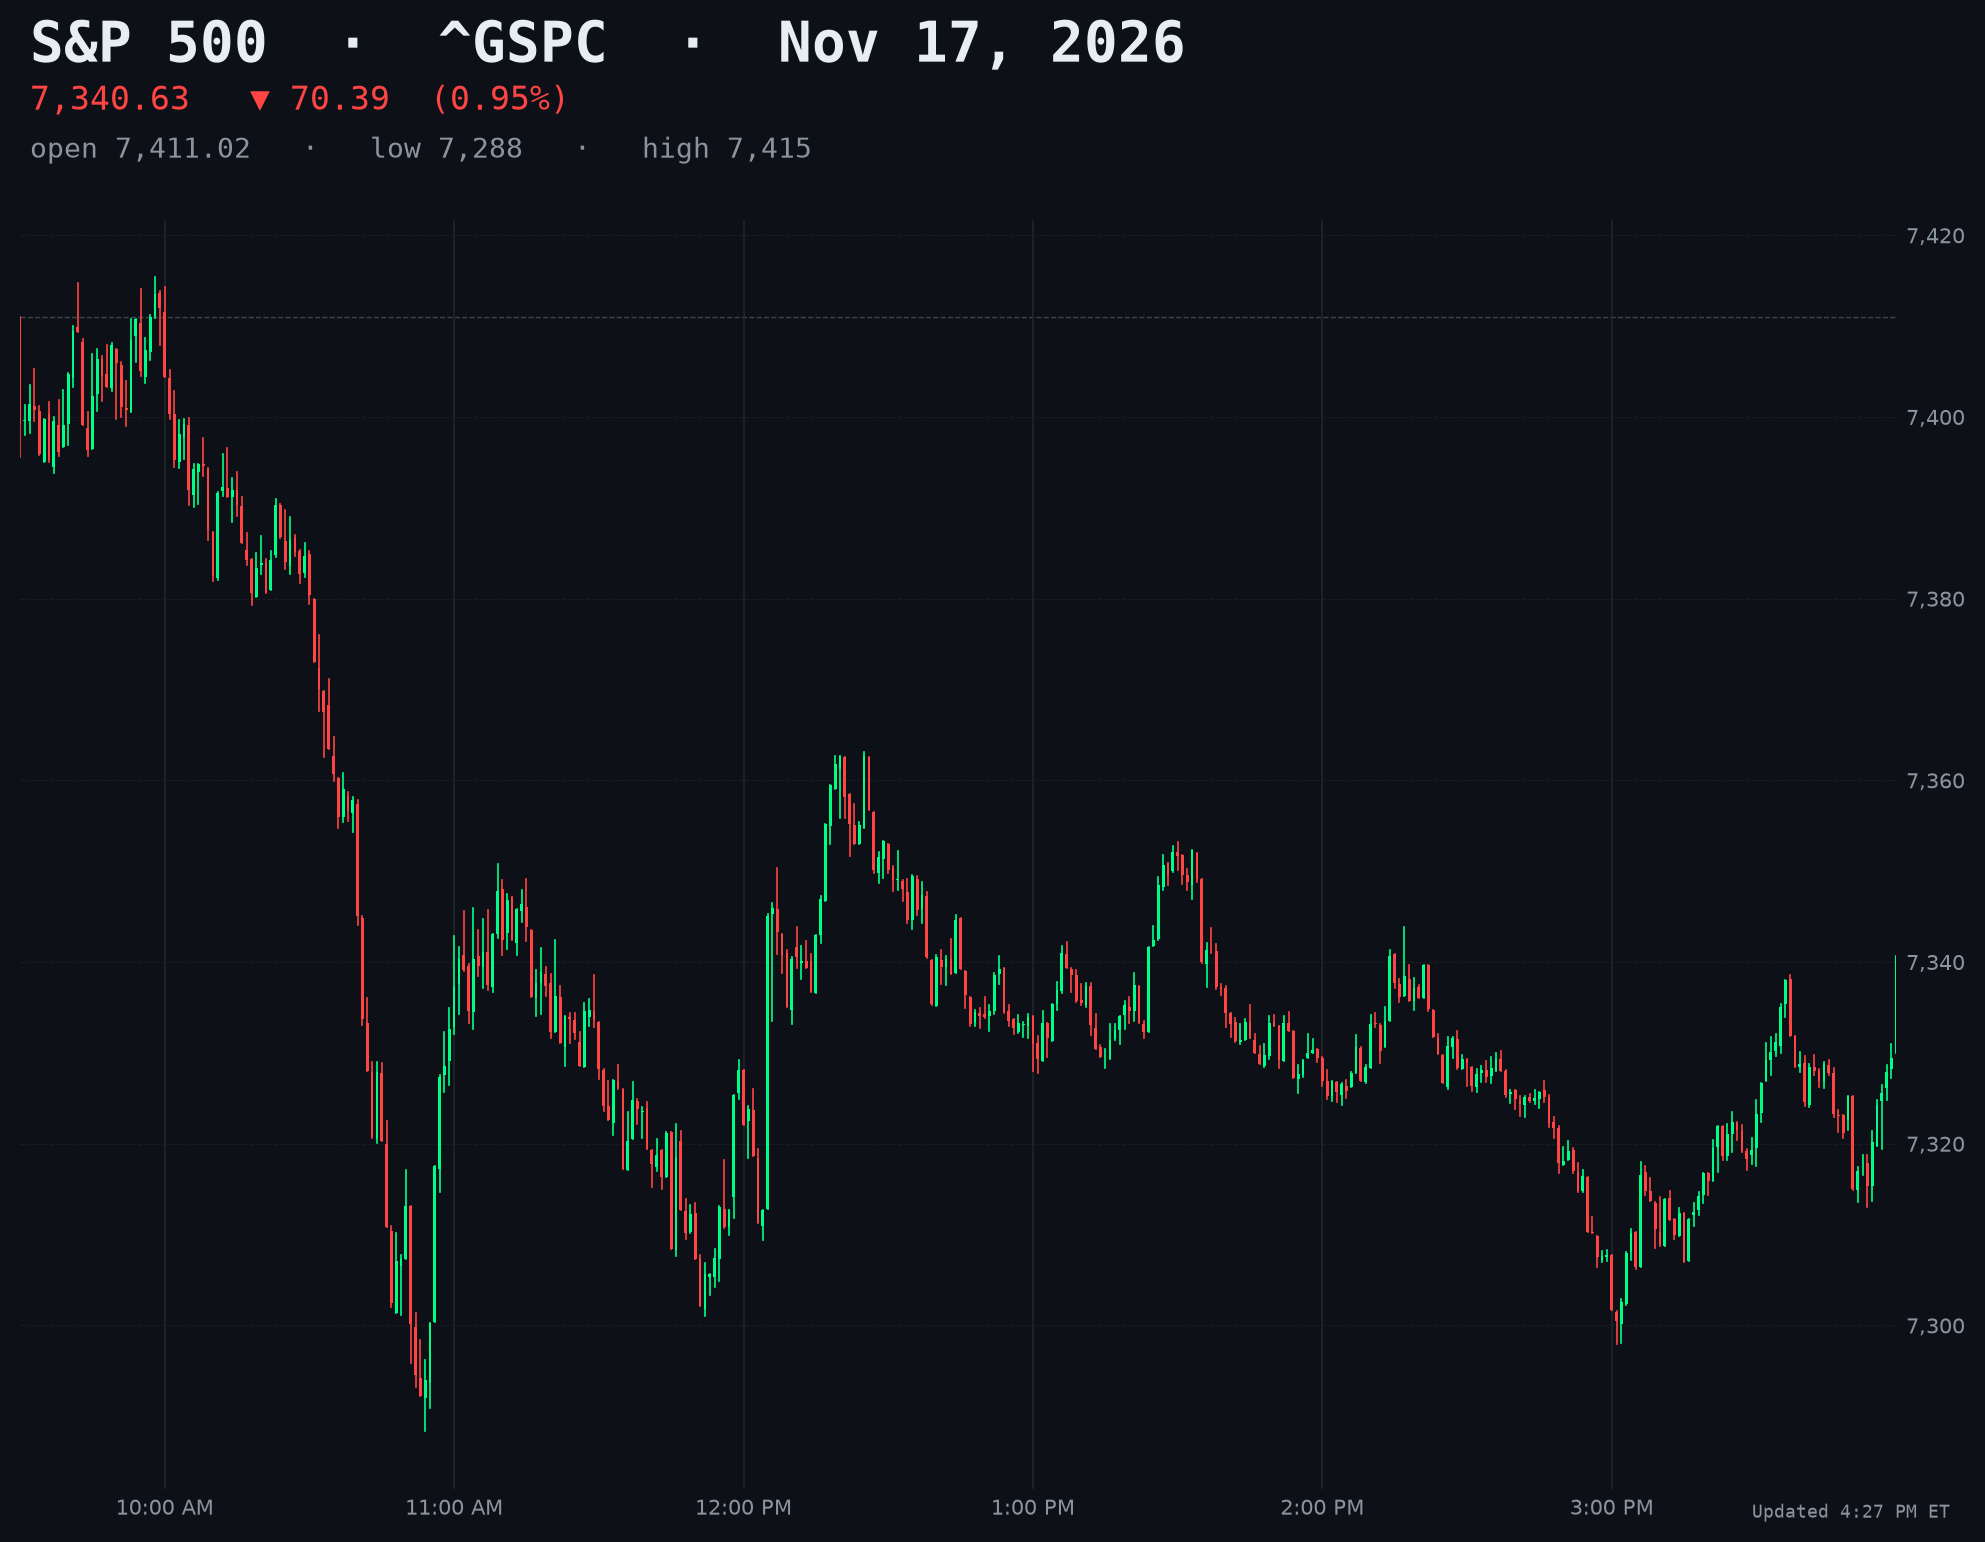 S&P 500 · ^GSPC · Nov 17, 2026
7,340.63 ▼ 70.39 (0.95%)
open 7,411.02 · low 7,288 · high 7,415
7,420
7,400
7,380
7,360
7,340
7,320
7,300
10:00 AM 11:00 AM 12:00 PM 1:00 PM 2:00 PM 3:00 PM
Updated 4:27 PM ET